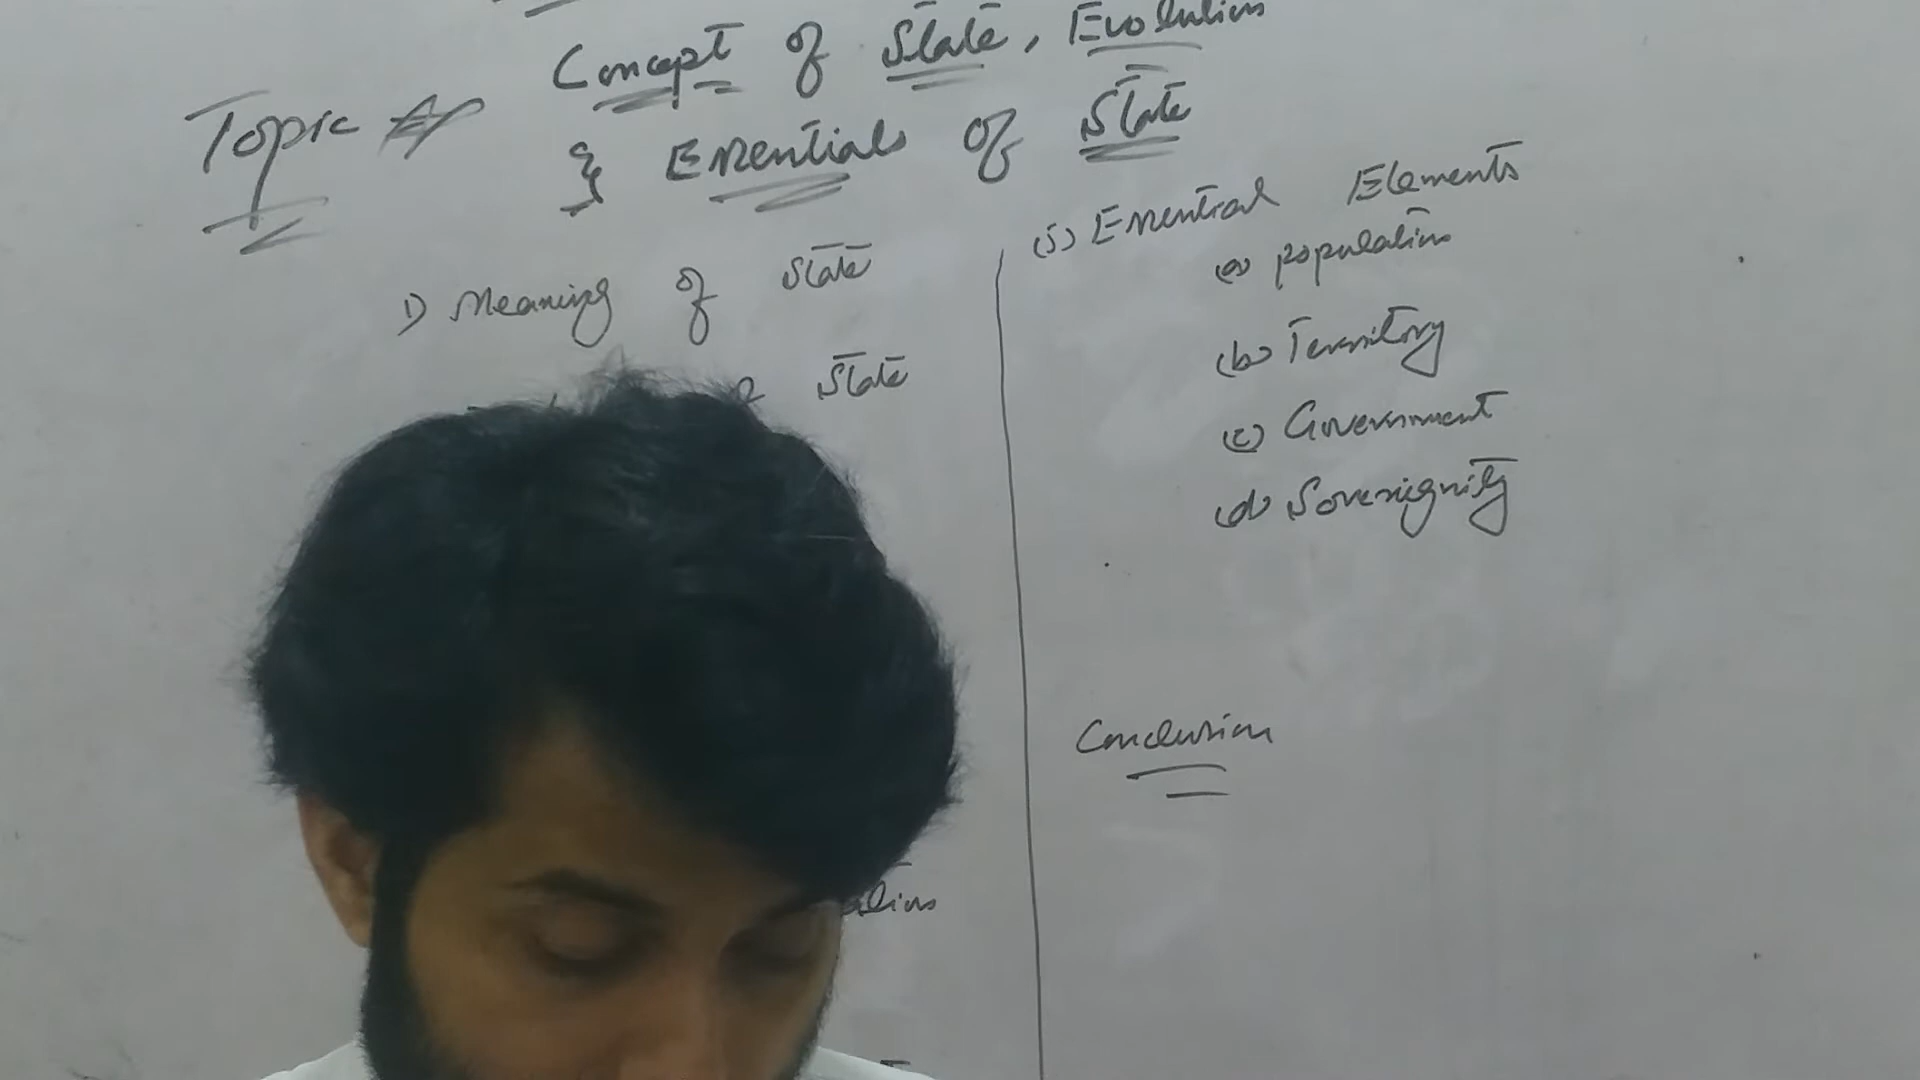 Concept of State, Evolution
Topic
& Essentials of State
1) Meaning of State
State
(5) Essential Elements
(a) population
(b) Territory
(c) Government
(d) Soveriegnity
Conclusion